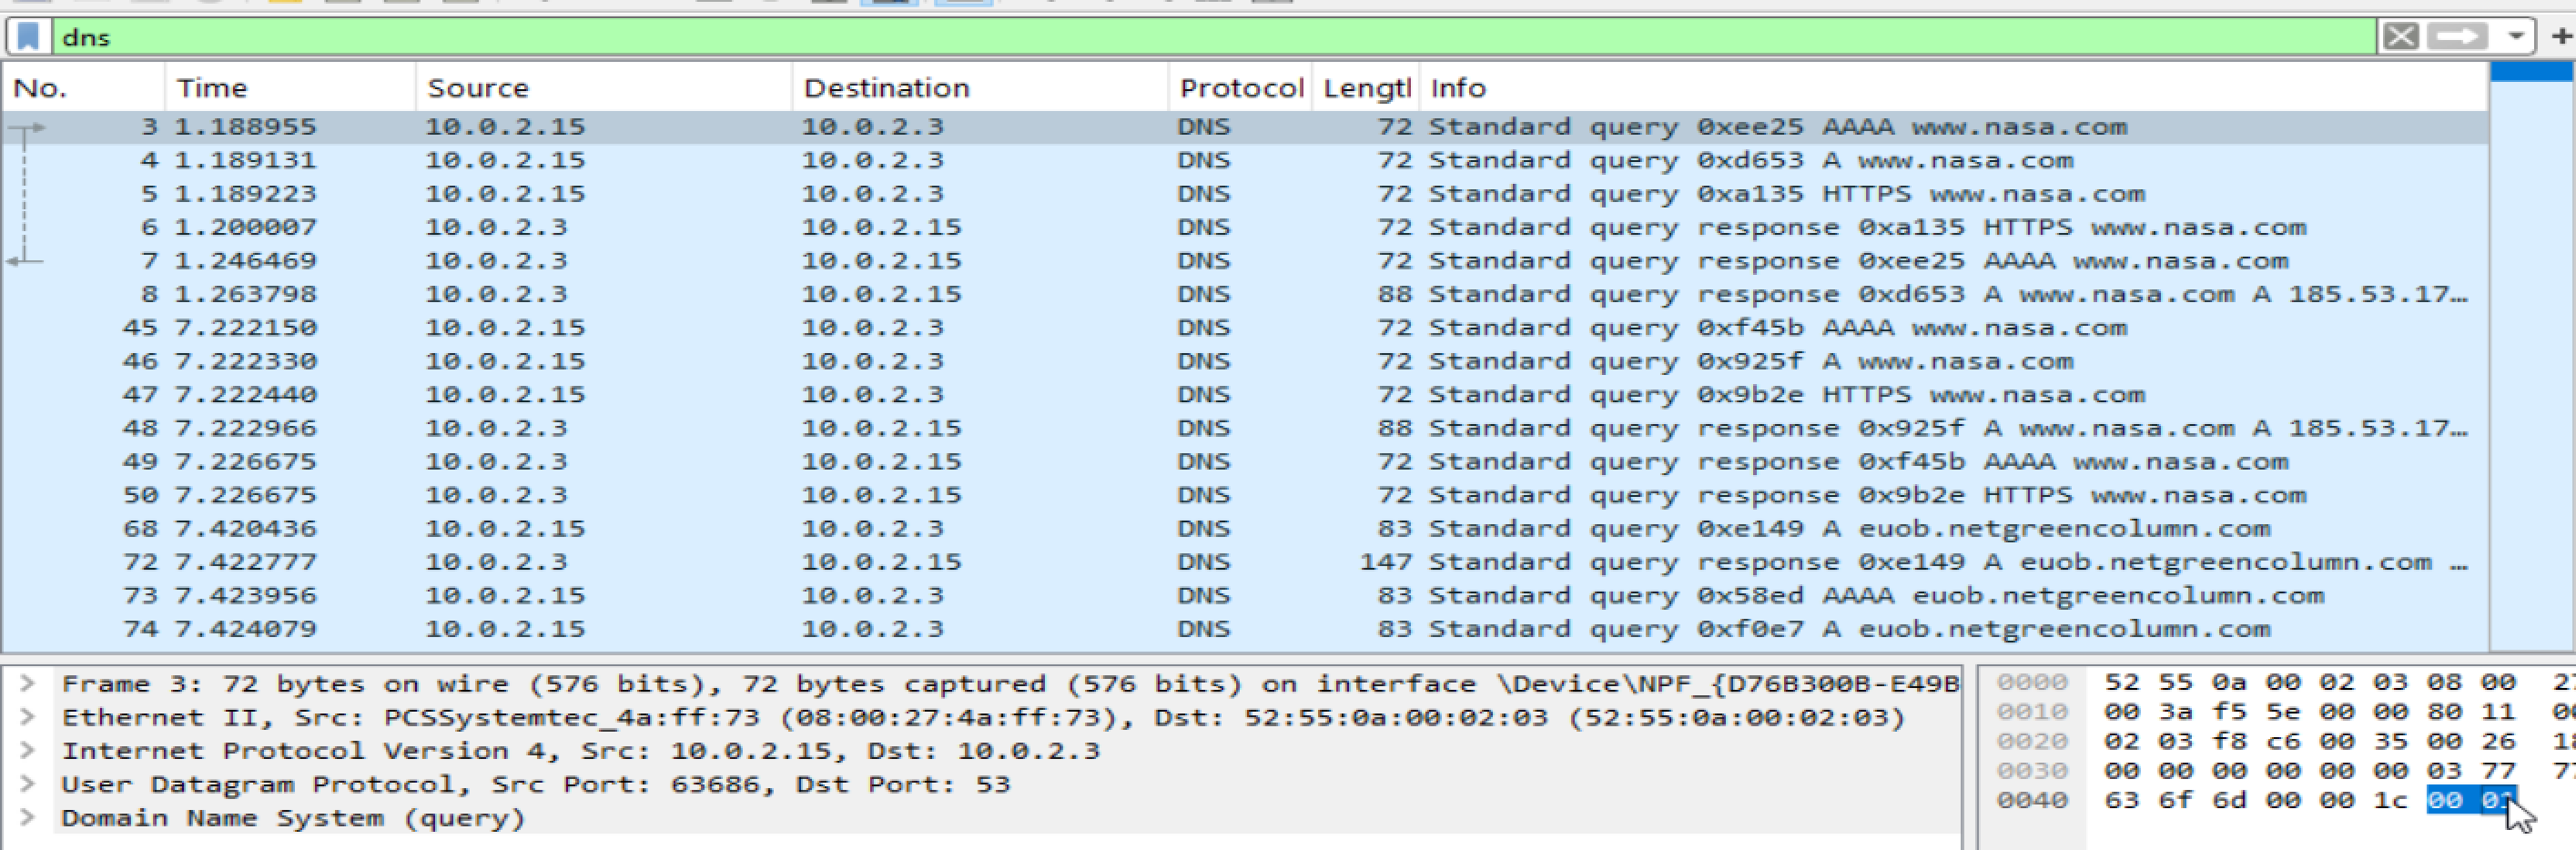 dns
No. Time Source Destination Protocol Lengtl Info
3 1.188955 10.0.2.15 10.0.2.3 DNS 72 Standard query 0xee25 AAAA www.nasa.com
4 1.189131 10.0.2.15 10.0.2.3 DNS 72 Standard query 0xd653 A www.nasa.com
5 1.189223 10.0.2.15 10.0.2.3 DNS 72 Standard query 0xa135 HTTPS www.nasa.com
6 1.200007 10.0.2.3 10.0.2.15 DNS 72 Standard query response 0xa135 HTTPS www.nasa.com
7 1.246469 10.0.2.3 10.0.2.15 DNS 72 Standard query response 0xee25 AAAA www.nasa.com
8 1.263798 10.0.2.3 10.0.2.15 DNS 88 Standard query response 0xd653 A www.nasa.com A 185.53.17…
45 7.222150 10.0.2.15 10.0.2.3 DNS 72 Standard query 0xf45b AAAA www.nasa.com
46 7.222330 10.0.2.15 10.0.2.3 DNS 72 Standard query 0x925f A www.nasa.com
47 7.222440 10.0.2.15 10.0.2.3 DNS 72 Standard query 0x9b2e HTTPS www.nasa.com
48 7.222966 10.0.2.3 10.0.2.15 DNS 88 Standard query response 0x925f A www.nasa.com A 185.53.17…
49 7.226675 10.0.2.3 10.0.2.15 DNS 72 Standard query response 0xf45b AAAA www.nasa.com
50 7.226675 10.0.2.3 10.0.2.15 DNS 72 Standard query response 0x9b2e HTTPS www.nasa.com
68 7.420436 10.0.2.15 10.0.2.3 DNS 83 Standard query 0xe149 A euob.netgreencolumn.com
72 7.422777 10.0.2.3 10.0.2.15 DNS 147 Standard query response 0xe149 A euob.netgreencolumn.com …
73 7.423956 10.0.2.15 10.0.2.3 DNS 83 Standard query 0x58ed AAAA euob.netgreencolumn.com
74 7.424079 10.0.2.15 10.0.2.3 DNS 83 Standard query 0xf0e7 A euob.netgreencolumn.com
Frame 3: 72 bytes on wire (576 bits), 72 bytes captured (576 bits) on interface \Device\NPF_{D76B300B-E49B
Ethernet II, Src: PCSSystemtec_4a:ff:73 (08:00:27:4a:ff:73), Dst: 52:55:0a:00:02:03 (52:55:0a:00:02:03)
Internet Protocol Version 4, Src: 10.0.2.15, Dst: 10.0.2.3
User Datagram Protocol, Src Port: 63686, Dst Port: 53
Domain Name System (query)
0000 52 55 0a 00 02 03 08 00 27
0010 00 3a f5 5e 00 00 80 11
0020 02 03 f8 c6 00 35 00 26
0030 00 00 00 00 00 00 03 77 77
0040 63 6f 6d 00 00 1c 00 01